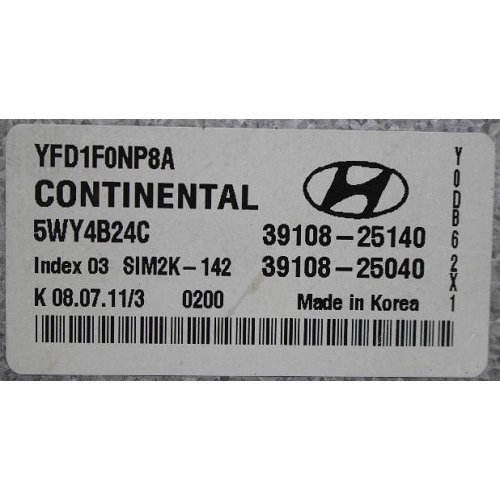 YFD1F0NP8A
CONTINENTAL
5WY4B24C 39108-25140
Index 03 SIM2K-142 39108-25040
K 08.07.11/3 0200 Made in Korea
YODB62X1